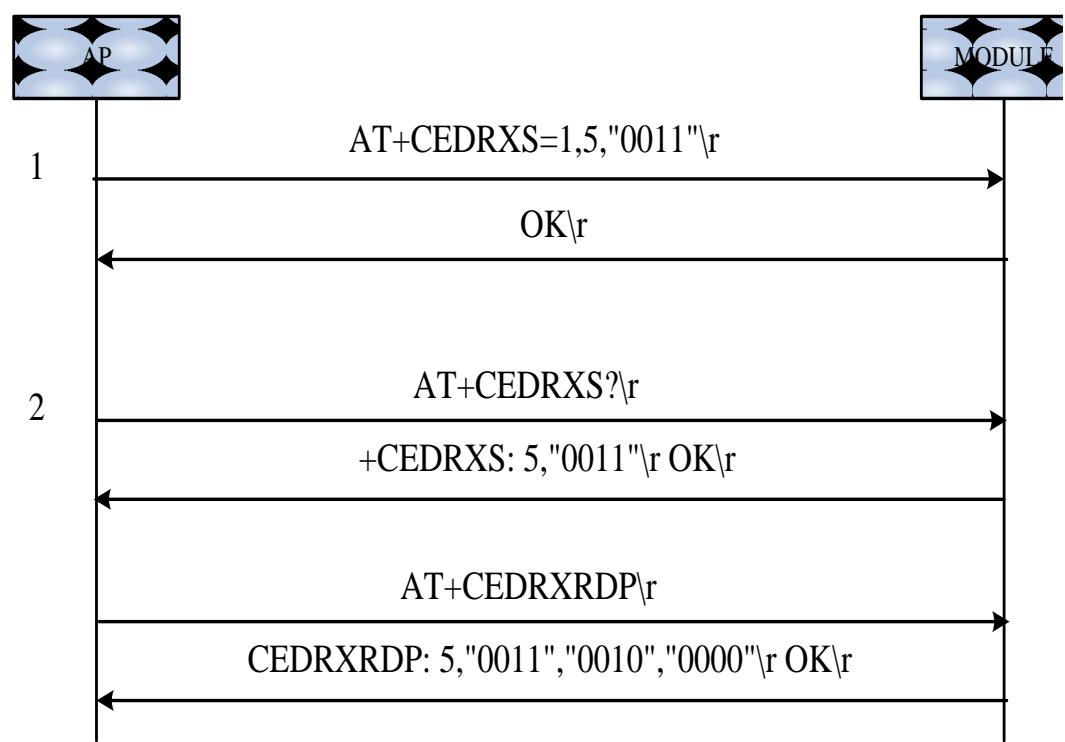 AP
MODULE
1
AT+CEDRXS=1,5,"0011"\r
OK\r
2
AT+CEDRXS?\r
+CEDRXS: 5,"0011"\r OK\r
AT+CEDRXRDP\r
CEDRXRDP: 5,"0011","0010","0000"\r OK\r